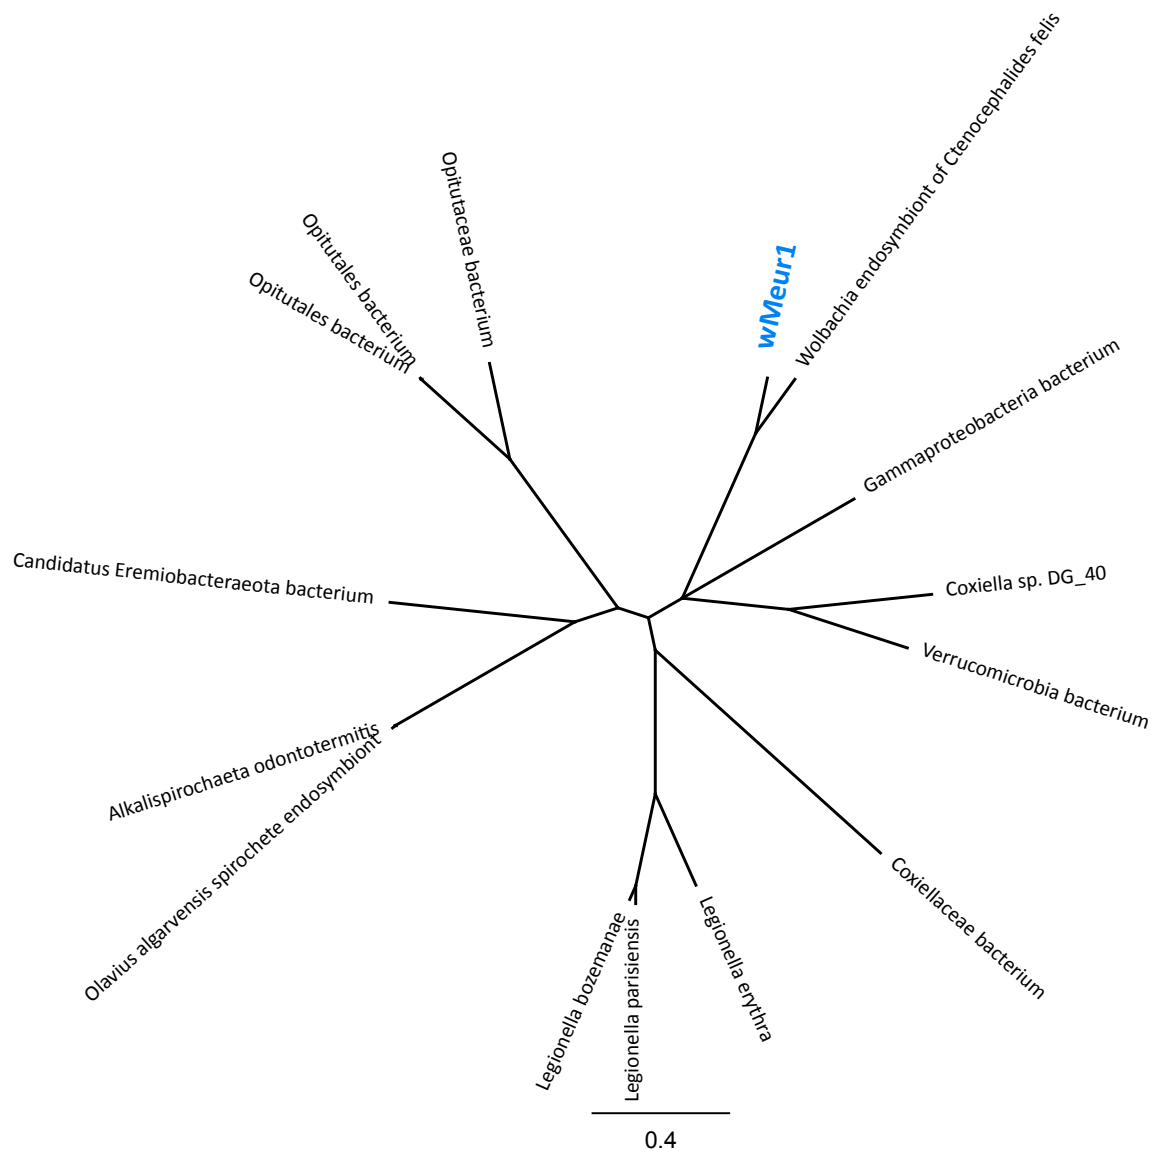 Wolbachia endosymbiont of Ctenocephalides felis
Opitutaceae bacterium
Opitutales bacterium
wMeur1
Opitutales bacterium
Gammaproteobacteria bacterium
Candidatus Eremiobacteraeota bacterium
Coxiella sp. DG_40
Verrucomicrobia bacterium
Alkalispirochaeta odontotermitis
Olavius algarvensis spirochete endosymbiont
Coxiellaceae bacterium
Legionella erythra
Legionella bozemanae
Legionella parisiensis
0.4